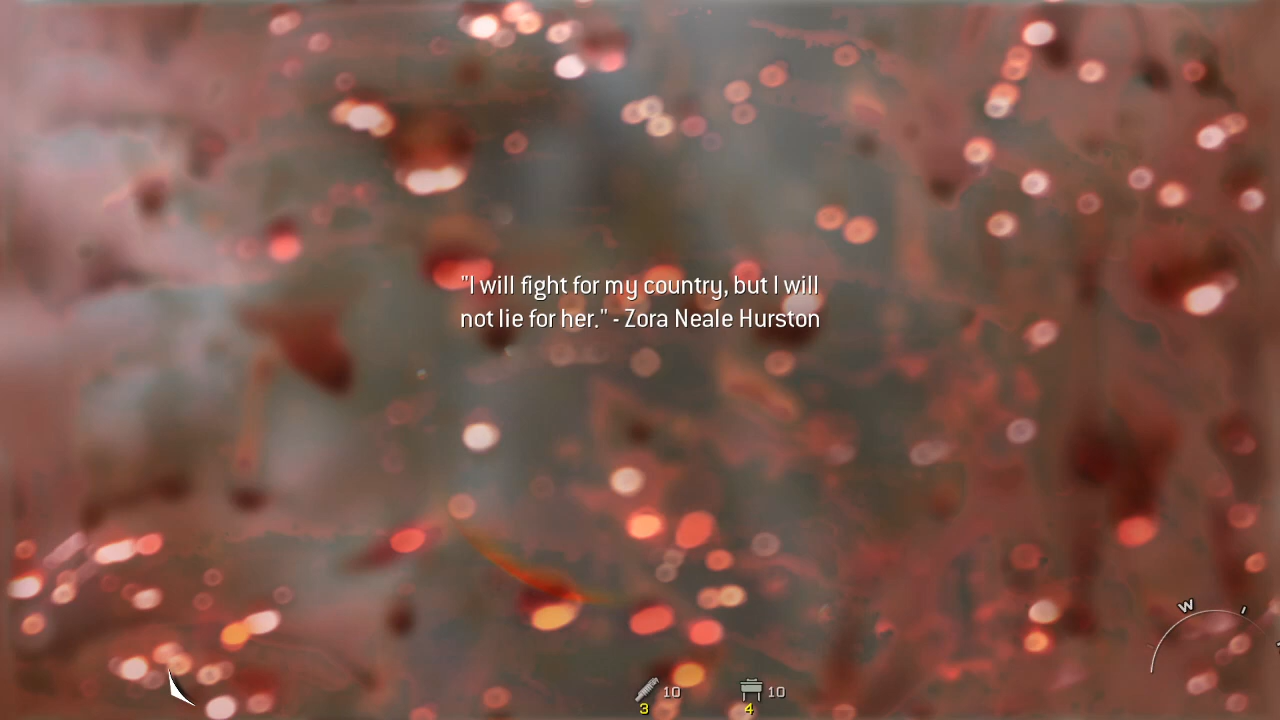 "I will fight for my country, but I will
not lie for her." - Zora Neale Hurston
W
10
10
3
4